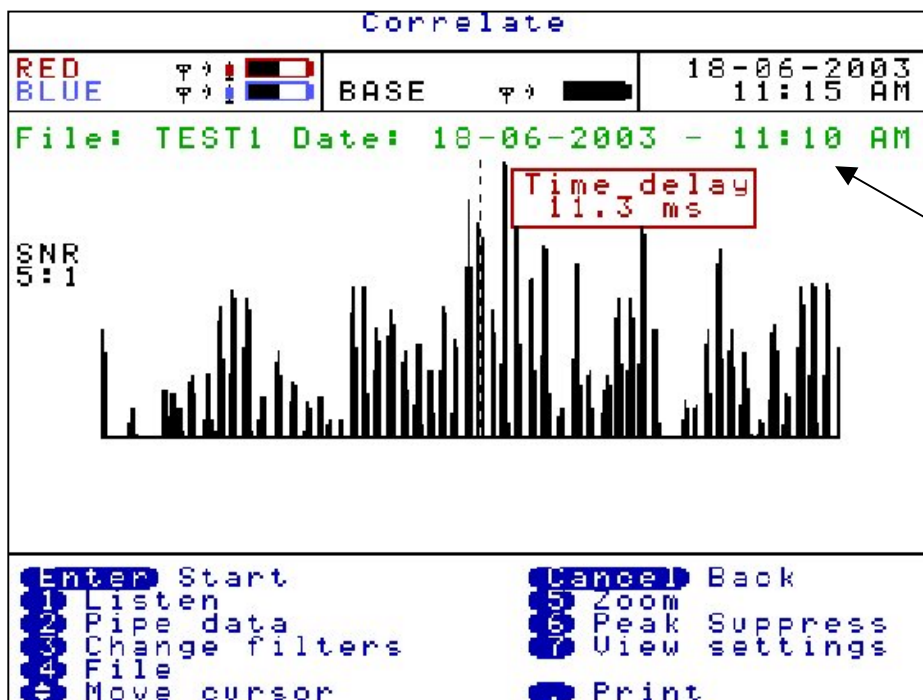 Correlate
RED
BLUE
BASE
18-06-2003
11:15 AM
File: TEST1 Date: 18-06-2003 - 11:10 AM
Time delay
11.3 ms
SNR
5:1
Enter Start
1 Listen
2 Pipe data
3 Change filters
4 File
Move cursor
Cancel Back
5 Zoom
6 Peak Suppress
7 View settings
. Print